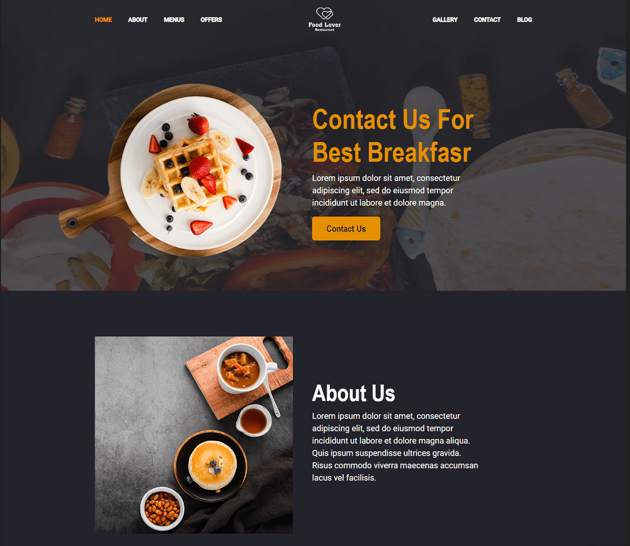 HOME ABOUT MENUS OFFERS Food Lover GALLERY CONTACT BLOG
Restaurant
Contact Us For
Best Breakfasr
Lorem ipsum dolor sit amet, consectetur
adipiscing elit, sed do eiusmod tempor
incididunt ut labore et dolore magna.
Contact Us
About Us
Lorem ipsum dolor sit amet, consectetur
adipiscing elit, sed do eiusmod tempor
incididunt ut labore et dolore magna aliqua.
Quis ipsum suspendisse ultrices gravida.
Risus commodo viverra maecenas accumsan
lacus vel facilisis.